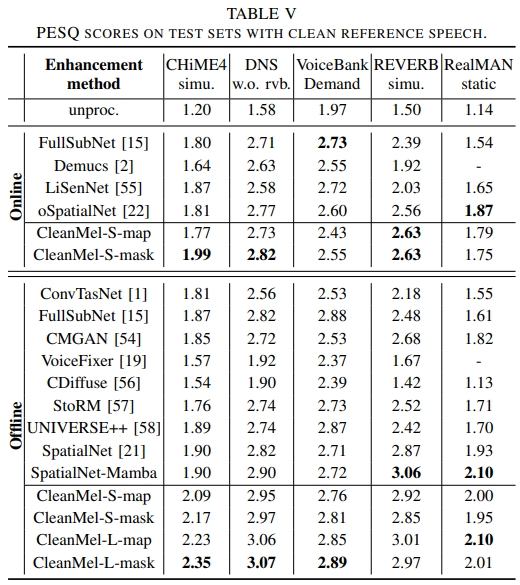 TABLE V
PESQ SCORES ON TEST SETS WITH CLEAN REFERENCE SPEECH.
Enhancement method | CHiME4 simu. | DNS w.o. rvb. | VoiceBank Demand | REVERB simu. | RealMAN static
unproc. | 1.20 | 1.58 | 1.97 | 1.50 | 1.14
Online
FullSubNet [15] | 1.80 | 2.71 | 2.73 | 2.39 | 1.54
Demucs [2] | 1.64 | 2.63 | 2.55 | 1.92 | -
LiSenNet [55] | 1.87 | 2.58 | 2.72 | 2.03 | 1.65
oSpatialNet [22] | 1.81 | 2.77 | 2.60 | 2.56 | 1.87
CleanMel-S-map | 1.77 | 2.73 | 2.43 | 2.63 | 1.79
CleanMel-S-mask | 1.99 | 2.82 | 2.55 | 2.63 | 1.75
Offline
ConvTasNet [1] | 1.81 | 2.56 | 2.53 | 2.18 | 1.55
FullSubNet [15] | 1.87 | 2.82 | 2.88 | 2.48 | 1.61
CMGAN [54] | 1.85 | 2.72 | 2.53 | 2.68 | 1.82
VoiceFixer [19] | 1.57 | 1.92 | 2.37 | 1.67 | -
CDiffuse [56] | 1.54 | 1.90 | 2.39 | 1.42 | 1.13
StoRM [57] | 1.76 | 2.74 | 2.73 | 2.52 | 1.71
UNIVERSE++ [58] | 1.89 | 2.74 | 2.87 | 2.42 | 1.70
SpatialNet [21] | 1.90 | 2.82 | 2.71 | 2.87 | 1.93
SpatialNet-Mamba | 1.90 | 2.90 | 2.72 | 3.06 | 2.10
CleanMel-S-map | 2.09 | 2.95 | 2.76 | 2.92 | 2.00
CleanMel-S-mask | 2.17 | 2.97 | 2.81 | 2.85 | 1.95
CleanMel-L-map | 2.23 | 3.06 | 2.85 | 3.01 | 2.10
CleanMel-L-mask | 2.35 | 3.07 | 2.89 | 2.97 | 2.01